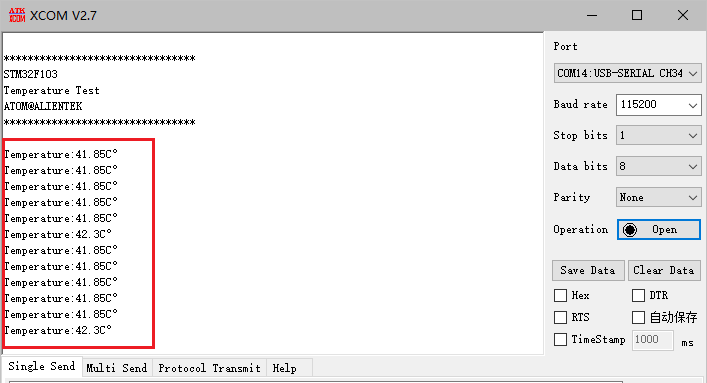 ATK
XCOM
XCOM V2.7
********************************
STM32F103
Temperature Test
ATOM@ALIENTEK
********************************
Temperature:41.85C°
Temperature:41.85C°
Temperature:41.85C°
Temperature:41.85C°
Temperature:41.85C°
Temperature:42.3C°
Temperature:41.85C°
Temperature:41.85C°
Temperature:41.85C°
Temperature:41.85C°
Temperature:41.85C°
Temperature:42.3C°
Port
COM14:USB-SERIAL CH34
Baud rate 115200
Stop bits 1
Data bits 8
Parity None
Operation Open
Save Data Clear Data
Hex DTR
RTS 自动保存
TimeStamp 1000 ms
Single Send Multi Send Protocol Transmit Help